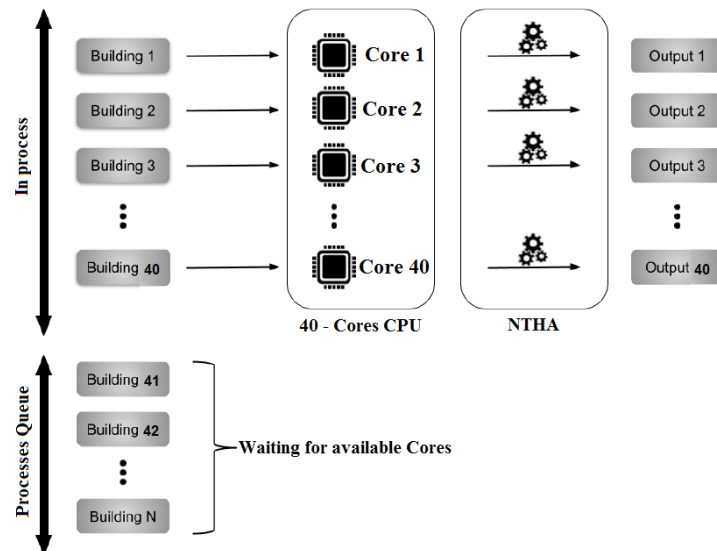 In process
Building 1
Core 1
Output 1
Building 2
Core 2
Output 2
Building 3
Core 3
Output 3
Building 40
Core 40
Output 40
40 - Cores CPU
NTHA
Processes Queue
Building 41
Building 42
Waiting for available Cores
Building N